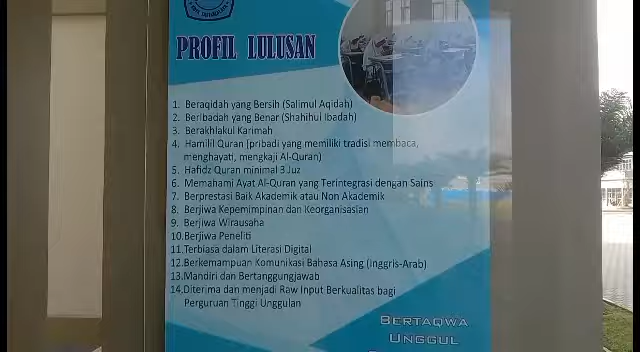 PROFIL LULUSAN
1. Beraqidah yang Bersih (Salimul Aqidah)
2. Beribadah yang Benar (Shahihul Ibadah)
3. Berakhlakul Karimah
4. Hamilil Quran (pribadi yang memiliki tradisi membaca,
menghayati, mengkaji Al-Quran)
5. Hafidz Quran minimal 3 Juz
6. Memahami Ayat Al-Quran yang Terintegrasi dengan Sains
7. Berprestasi Baik Akademik atau Non Akademik
8. Berjiwa Kepemimpinan dan Keorganisasian
9. Berjiwa Wirausaha
10. Berjiwa Peneliti
11. Terbiasa dalam Literasi Digital
12. Berkemampuan Komunikasi Bahasa Asing (Inggris-Arab)
13. Mandiri dan Bertanggungjawab
14. Diterima dan menjadi Raw Input Berkualitas bagi
Perguruan Tinggi Unggulan
BERTAQWA
UNGGUL